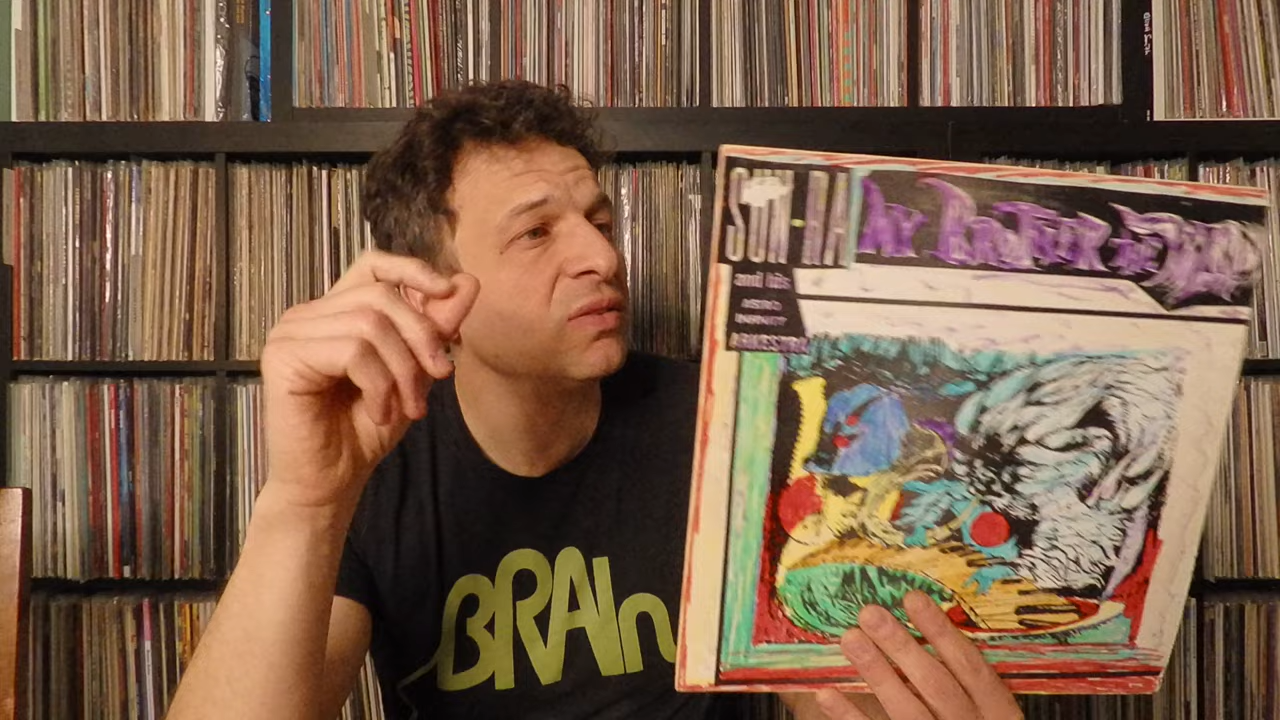 SUN RA
MY BROTHER THE WIND
and his
ASTRO
INFINITY
ARKESTRA
BRAIn